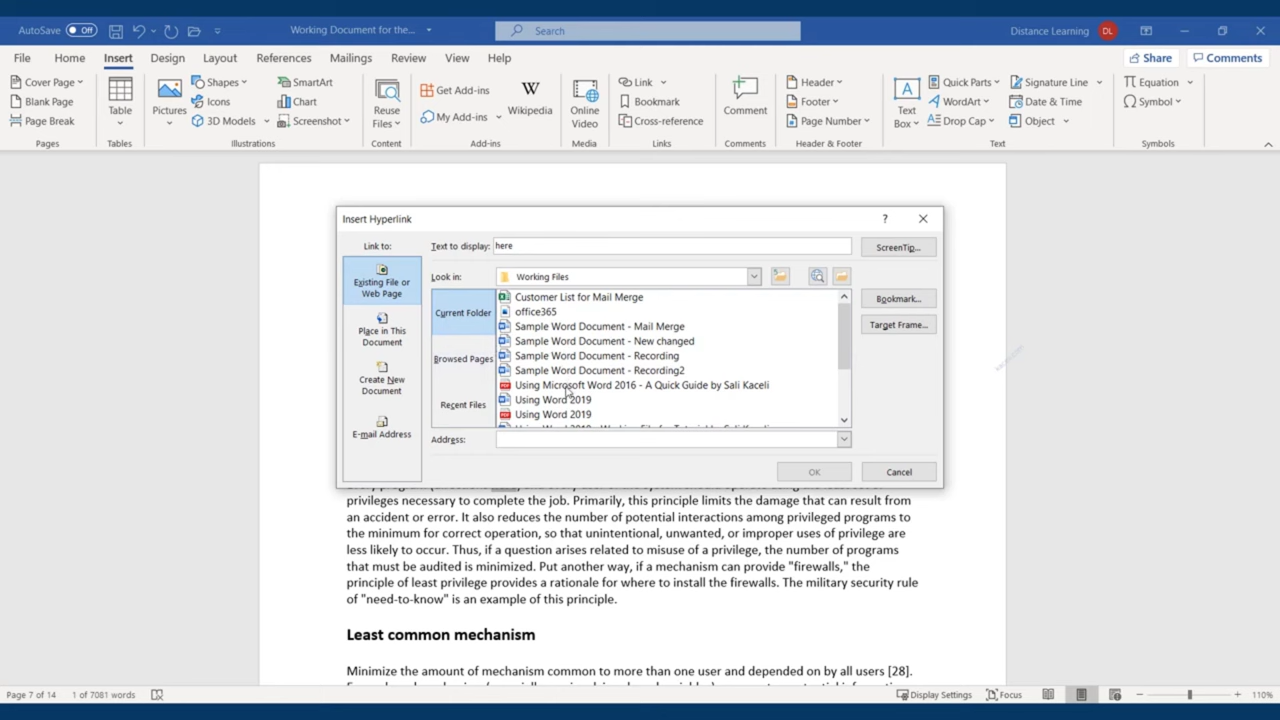 AutoSave Off Working Document for the... Search Distance Learning DL
File Home Insert Design Layout References Mailings Review View Help Share Comments
Cover Page
Blank Page
Page Break
Pages
Table
Tables
Pictures
Shapes
Icons
3D Models
SmartArt
Chart
Screenshot
Illustrations
Reuse
Files
Content
Get Add-ins
My Add-ins
W
Wikipedia
Add-ins
Online
Video
Media
Link
Bookmark
Cross-reference
Links
Comment
Comments
Header
Footer
Page Number
Header & Footer
Text
Box
Quick Parts
WordArt
Drop Cap
Signature Line
Date & Time
Object
Text
Equation
Symbol
Symbols
Insert Hyperlink
Link to:
Text to display: here
ScreenTip...
Existing File or
Web Page
Place in This
Document
Create New
Document
E-mail Address
Look in: Working Files
Current Folder
Browsed Pages
Recent Files
Customer List for Mail Merge
office365
Sample Word Document - Mail Merge
Sample Word Document - New changed
Sample Word Document - Recording
Sample Word Document - Recording2
Using Microsoft Word 2016 - A Quick Guide by Sali Kaceli
Using Word 2019
Using Word 2019
Bookmark...
Target Frame...
Address:
OK Cancel
privileges necessary to complete the job. Primarily, this principle limits the damage that can result from
an accident or error. It also reduces the number of potential interactions among privileged programs to
the minimum for correct operation, so that unintentional, unwanted, or improper uses of privilege are
less likely to occur. Thus, if a question arises related to misuse of a privilege, the number of programs
that must be audited is minimized. Put another way, if a mechanism can provide "firewalls," the
principle of least privilege provides a rationale for where to install the firewalls. The military security rule
of "need-to-know" is an example of this principle.
Least common mechanism
Minimize the amount of mechanism common to more than one user and depended on by all users [28].
Page 7 of 14 1 of 7081 words Display Settings Focus 110%